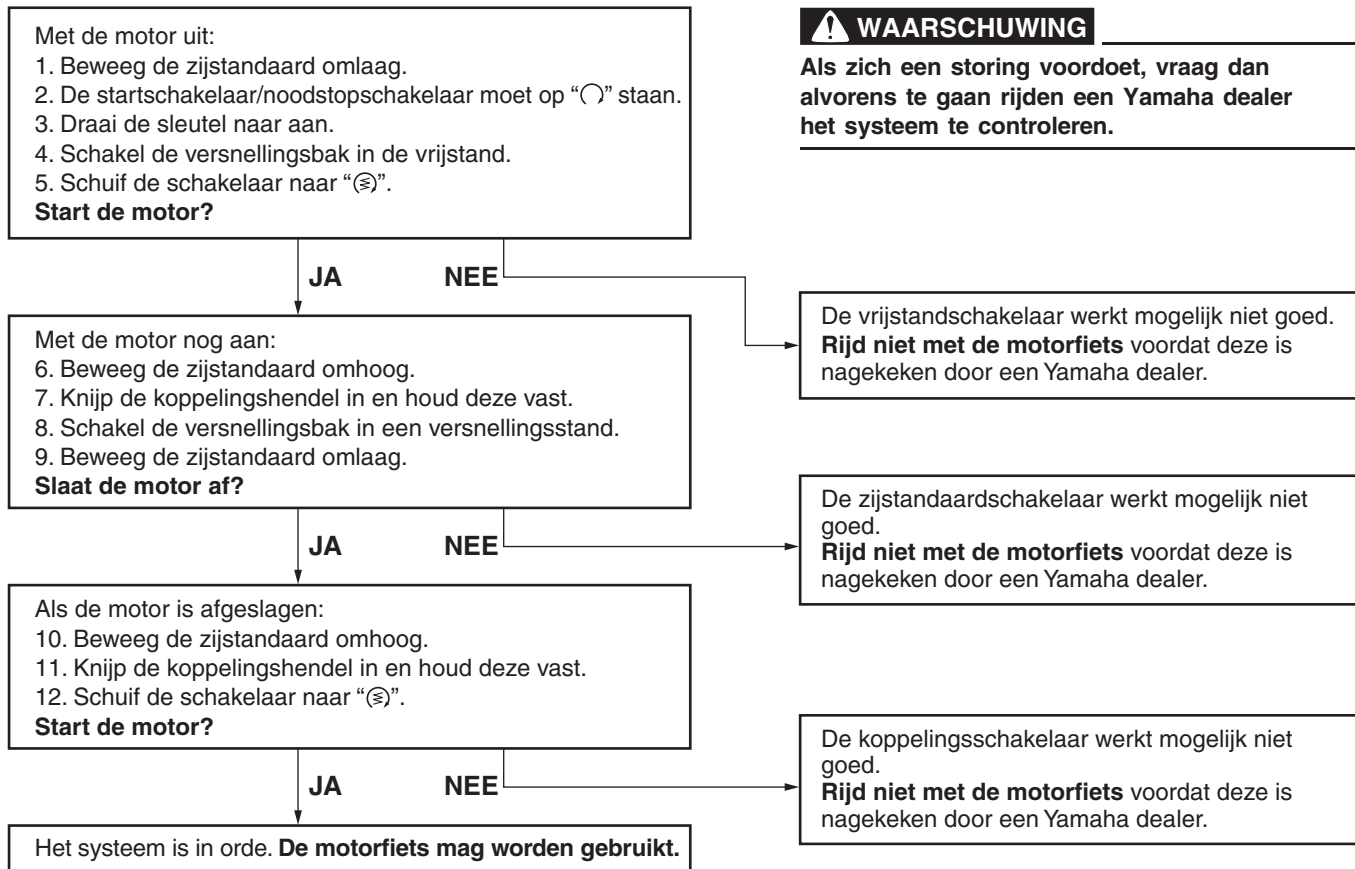 Met de motor uit:
1. Beweeg de zijstandaard omlaag.
2. De startschakelaar/noodstopschakelaar moet op “○” staan.
3. Draai de sleutel naar aan.
4. Schakel de versnellingsbak in de vrijstand.
5. Schuif de schakelaar naar “”.
Start de motor?
WAARSCHUWING
Als zich een storing voordoet, vraag dan
alvorens te gaan rijden een Yamaha dealer
het systeem te controleren.
JA NEE
De vrijstandschakelaar werkt mogelijk niet goed.
Rijd niet met de motorfiets voordat deze is
nagekeken door een Yamaha dealer.
Met de motor nog aan:
6. Beweeg de zijstandaard omhoog.
7. Knijp de koppelingshendel in en houd deze vast.
8. Schakel de versnellingsbak in een versnellingsstand.
9. Beweeg de zijstandaard omlaag.
Slaat de motor af?
JA NEE
De zijstandaardschakelaar werkt mogelijk niet
goed.
Rijd niet met de motorfiets voordat deze is
nagekeken door een Yamaha dealer.
Als de motor is afgeslagen:
10. Beweeg de zijstandaard omhoog.
11. Knijp de koppelingshendel in en houd deze vast.
12. Schuif de schakelaar naar “”.
Start de motor?
JA NEE
De koppelingsschakelaar werkt mogelijk niet
goed.
Rijd niet met de motorfiets voordat deze is
nagekeken door een Yamaha dealer.
Het systeem is in orde. De motorfiets mag worden gebruikt.